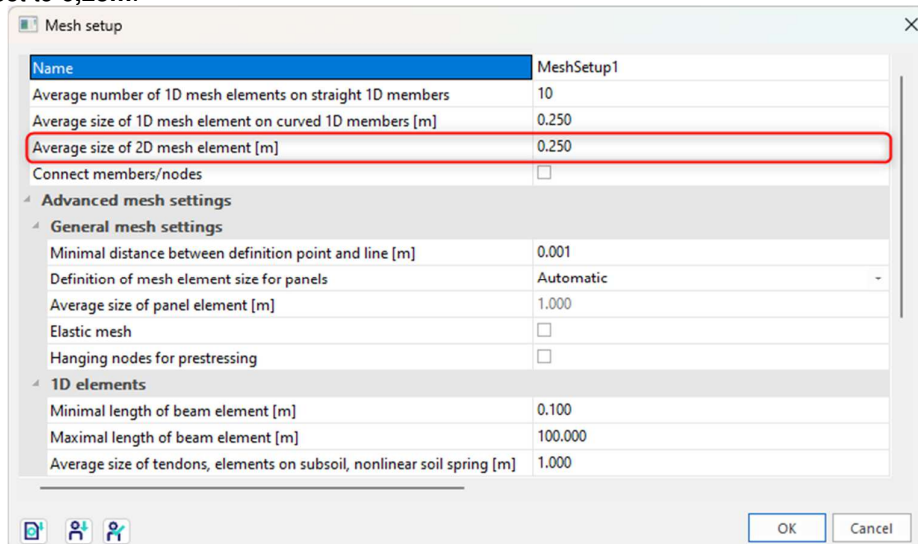 Mesh setup
Name MeshSetup1
Average number of 1D mesh elements on straight 1D members 10
Average size of 1D mesh element on curved 1D members [m] 0.250
Average size of 2D mesh element [m] 0.250
Connect members/nodes
Advanced mesh settings
General mesh settings
Minimal distance between definition point and line [m] 0.001
Definition of mesh element size for panels Automatic
Average size of panel element [m] 1.000
Elastic mesh
Hanging nodes for prestressing
1D elements
Minimal length of beam element [m] 0.100
Maximal length of beam element [m] 100.000
Average size of tendons, elements on subsoil, nonlinear soil spring [m] 1.000
OK Cancel